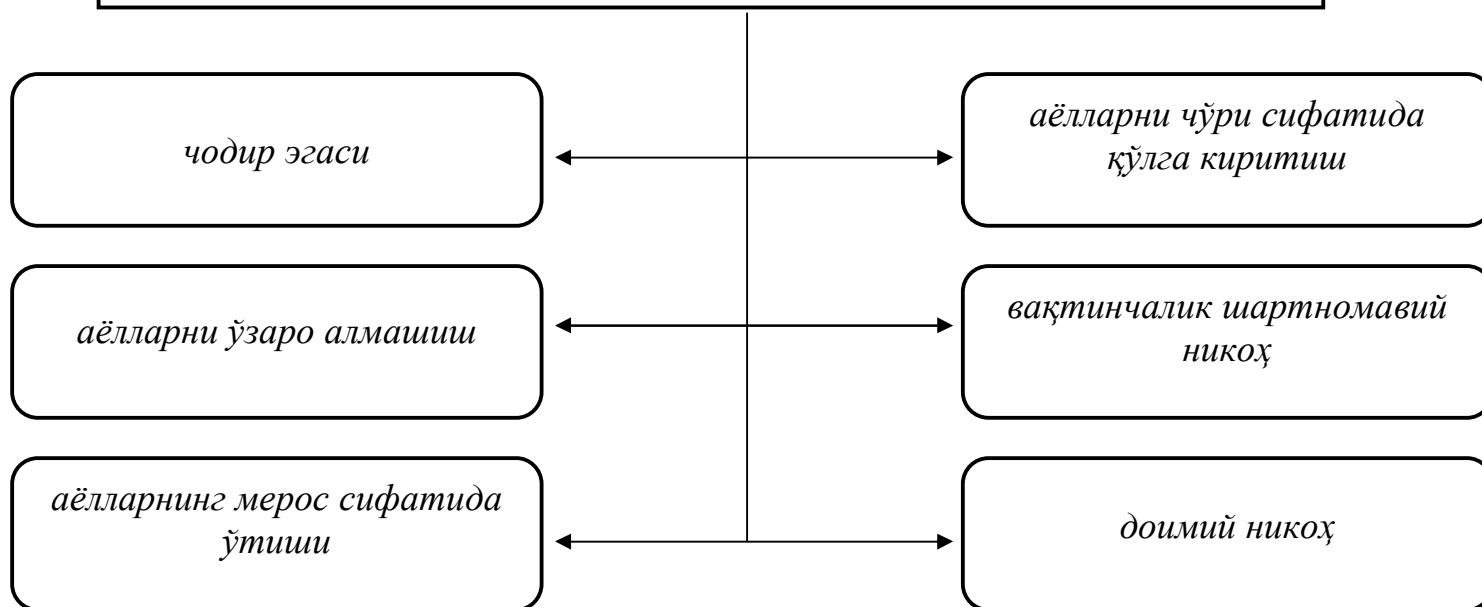 чодир эгаси
аёлларни чўри сифатида
қўлга киритиш
аёлларни ўзаро алмашиш
вақтинчалик шартномавий
никоҳ
аёлларнинг мерос сифатида
ўтиши
доимий никоҳ